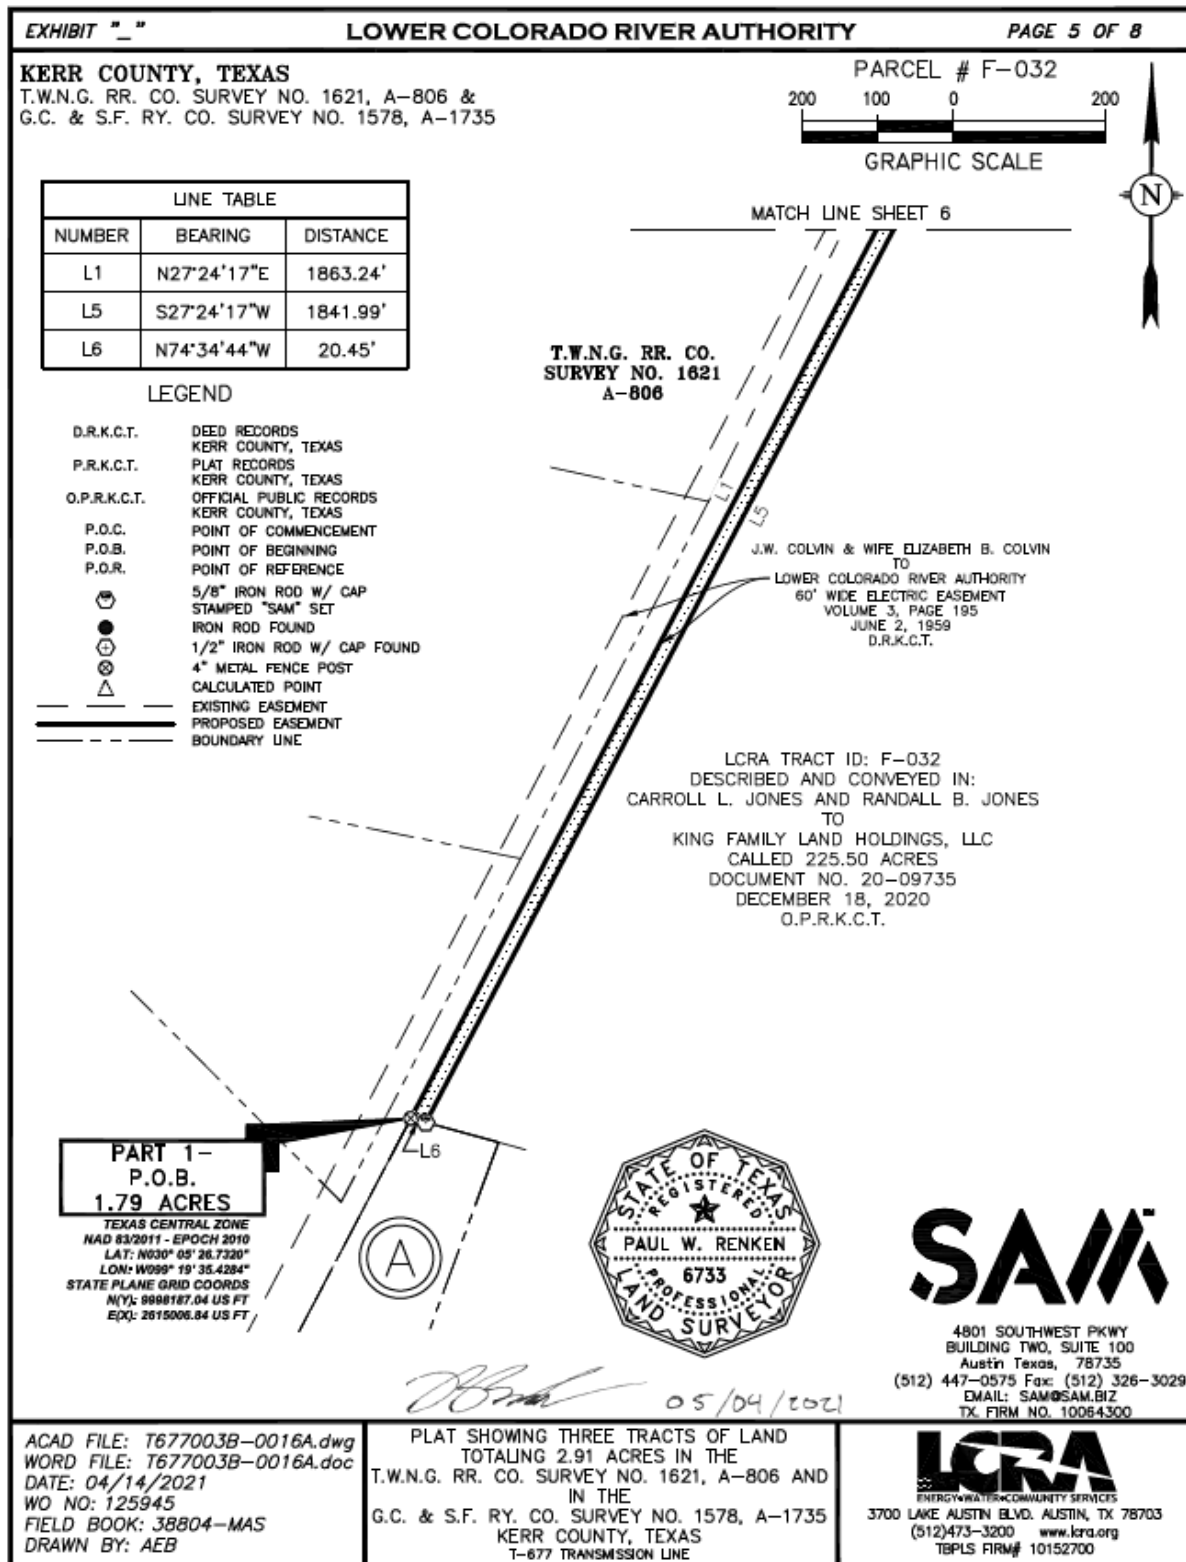 EXHIBIT "_"
LOWER COLORADO RIVER AUTHORITY
PAGE 5 OF 8
KERR COUNTY, TEXAS
T.W.N.G. RR. CO. SURVEY NO. 1621, A-806 &
G.C. & S.F. RY. CO. SURVEY NO. 1578, A-1735
PARCEL # F-032
200 100 0 200
GRAPHIC SCALE
N
LINE TABLE
NUMBER BEARING DISTANCE
L1 N27°24'17"E 1863.24'
L5 S27°24'17"W 1841.99'
L6 N74°34'44"W 20.45'
MATCH LINE SHEET 6
T.W.N.G. RR. CO.
SURVEY NO. 1621
A-806
LEGEND
D.R.K.C.T. DEED RECORDS
KERR COUNTY, TEXAS
P.R.K.C.T. PLAT RECORDS
KERR COUNTY, TEXAS
O.P.R.K.C.T. OFFICIAL PUBLIC RECORDS
KERR COUNTY, TEXAS
P.O.C. POINT OF COMMENCEMENT
P.O.B. POINT OF BEGINNING
P.O.R. POINT OF REFERENCE
5/8" IRON ROD W/ CAP
STAMPED "SAM" SET
IRON ROD FOUND
1/2" IRON ROD W/ CAP FOUND
4" METAL FENCE POST
CALCULATED POINT
EXISTING EASEMENT
PROPOSED EASEMENT
BOUNDARY LINE
L1
L5
J.W. COLVIN & WIFE ELIZABETH B. COLVIN
TO
LOWER COLORADO RIVER AUTHORITY
60' WIDE ELECTRIC EASEMENT
VOLUME 3, PAGE 195
JUNE 2, 1959
D.R.K.C.T.
LCRA TRACT ID: F-032
DESCRIBED AND CONVEYED IN:
CARROLL L. JONES AND RANDALL B. JONES
TO
KING FAMILY LAND HOLDINGS, LLC
CALLED 225.50 ACRES
DOCUMENT NO. 20-09735
DECEMBER 18, 2020
O.P.R.K.C.T.
L6
PART 1-
P.O.B.
1.79 ACRES
TEXAS CENTRAL ZONE
NAD 83/2011 - EPOCH 2010
LAT: N030° 05' 26.7320"
LON: W099° 19' 35.4284"
STATE PLANE GRID COORDS
N(Y): 9998187.04 US FT
E(X): 2615006.84 US FT
A
STATE OF TEXAS
REGISTERED
PAUL W. RENKEN
6733
PROFESSIONAL
LAND SURVEYOR
05/04/2021
SAM
4801 SOUTHWEST PKWY
BUILDING TWO, SUITE 100
Austin Texas, 78735
(512) 447-0575 Fax: (512) 326-3029
EMAIL: SAM@SAM.BIZ
TX. FIRM NO. 10064300
ACAD FILE: T677003B-0016A.dwg
WORD FILE: T677003B-0016A.doc
DATE: 04/14/2021
WO NO: 125945
FIELD BOOK: 38804-MAS
DRAWN BY: AEB
PLAT SHOWING THREE TRACTS OF LAND
TOTALING 2.91 ACRES IN THE
T.W.N.G. RR. CO. SURVEY NO. 1621, A-806 AND
IN THE
G.C. & S.F. RY. CO. SURVEY NO. 1578, A-1735
KERR COUNTY, TEXAS
T-677 TRANSMISSION LINE
LCRA
ENERGY•WATER•COMMUNITY SERVICES
3700 LAKE AUSTIN BLVD. AUSTIN, TX 78703
(512)473-3200 www.lcra.org
TBPLS FIRM# 10152700